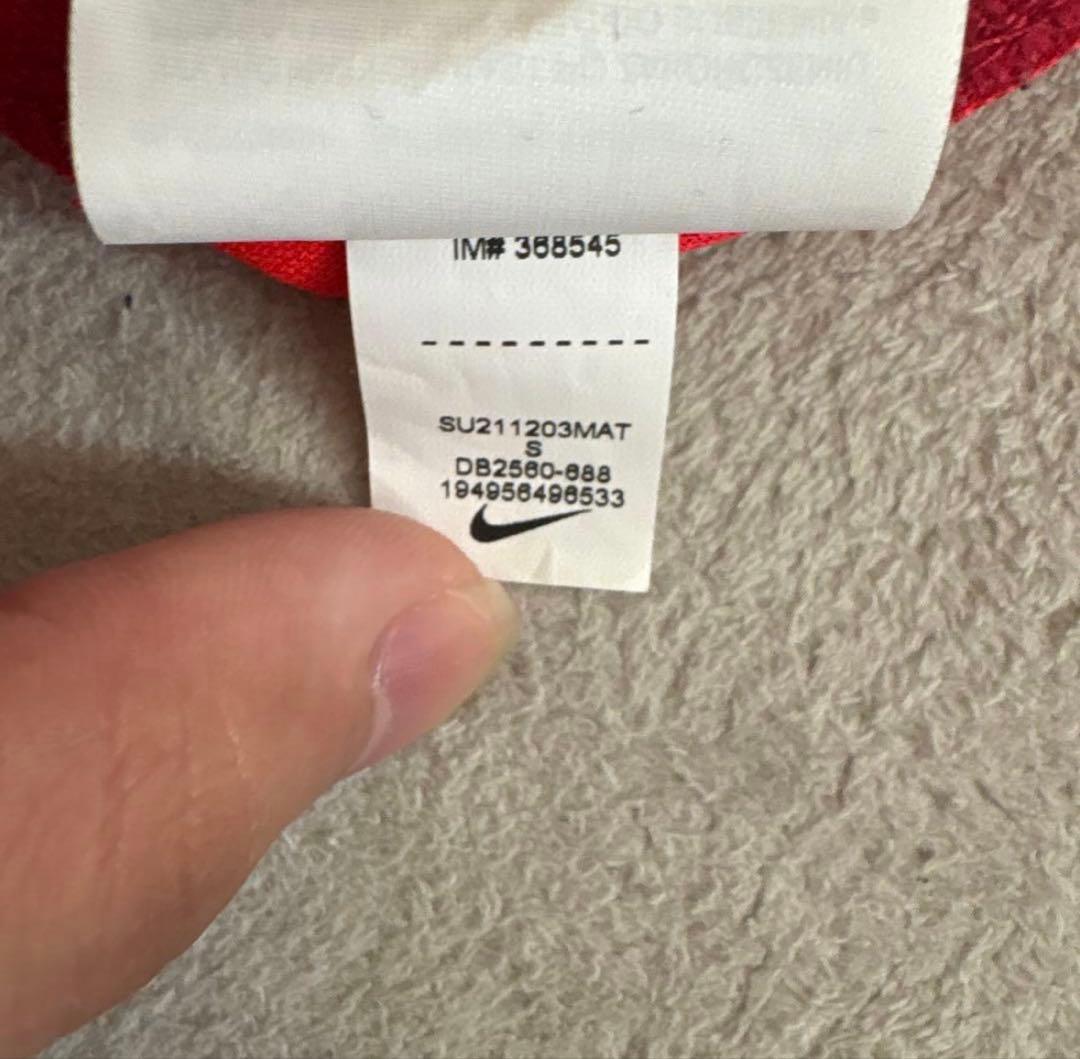 IM# 368545
---------
SU211203MAT
S
DB2560-688
194956496533